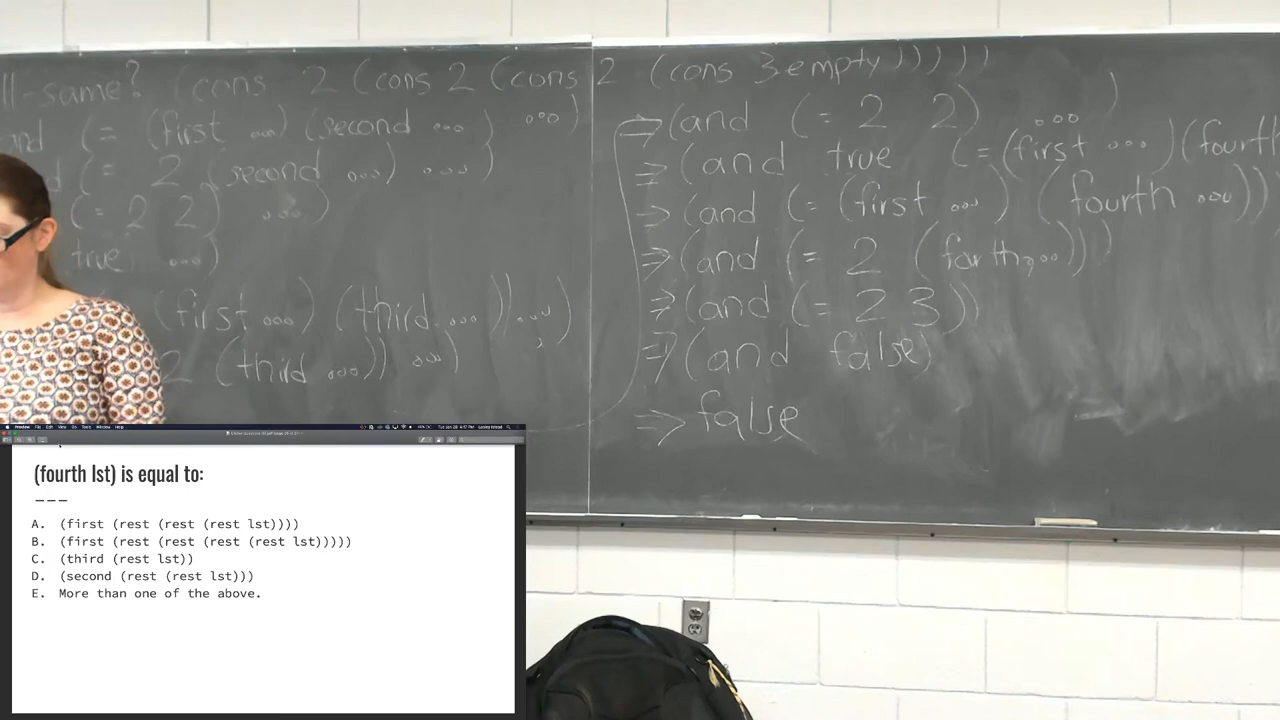 ll-same? (cons 2 (cons 2 (cons 2 (cons 3 empty)))))
and (= (first ...) (second ...) ...)
d (= 2 (second ...) ...)
(= 2 2) ...)
true ...)
(first ...) (third ...)) ...)
2 (third ...)) ...)
=> (and (= 2 2) ... )
=> (and true (= (first ...) (fourth
=> (and (= (first ...) (fourth ...))
=> (and (= 2 (forth ...)))
=> (and (= 2 3))
=> (and false)
=> false
(fourth lst) is equal to:
---
A. (first (rest (rest (rest lst))))
B. (first (rest (rest (rest (rest lst)))))
C. (third (rest lst))
D. (second (rest (rest lst)))
E. More than one of the above.